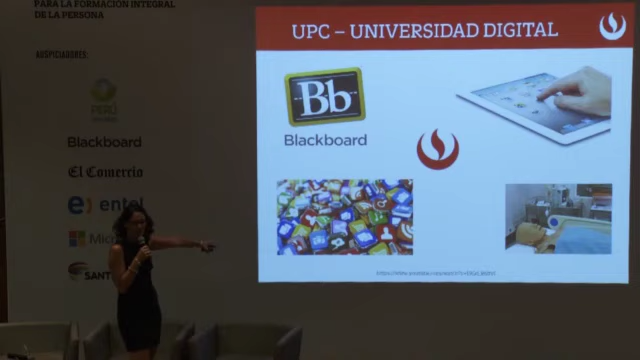 PARA LA FORMACIÓN INTEGRAL
DE LA PERSONA
AUSPICIADORES:
PERÚ
Blackboard
El Comercio
entel
UPC – UNIVERSIDAD DIGITAL
Bb
Blackboard